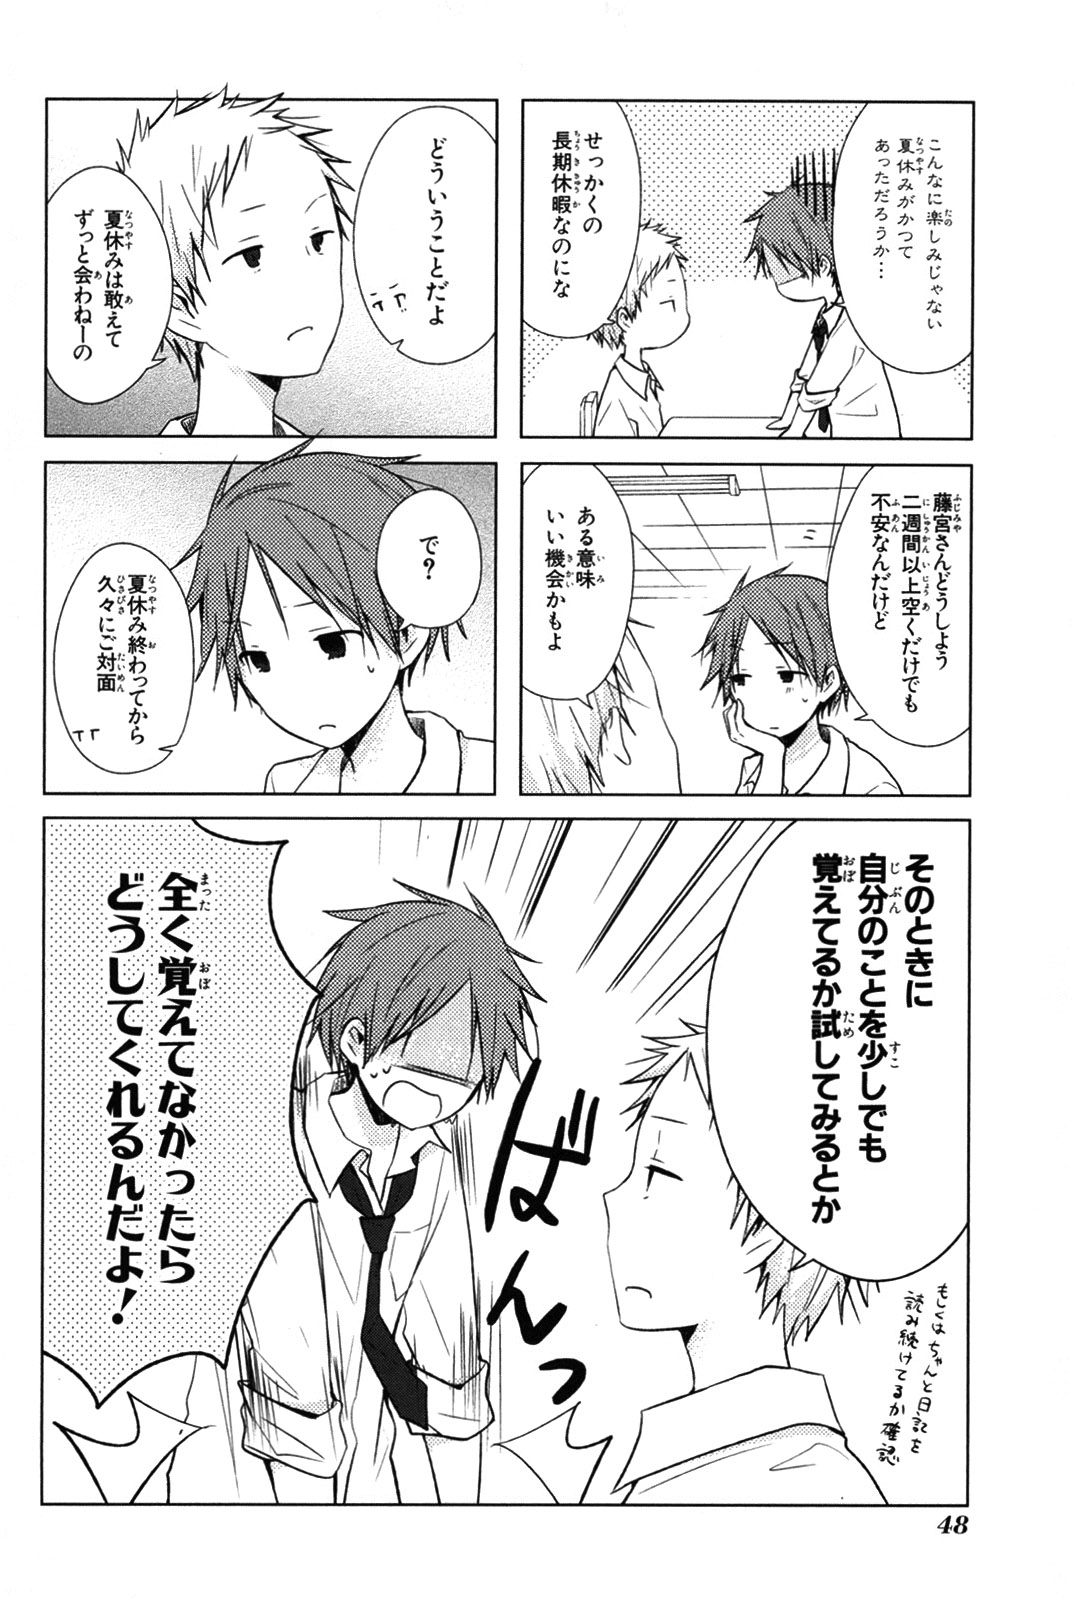 こんなに楽しみじゃない
夏休みがかつて
あっただろうか…
せっかくの
長期休暇なのにな
藤宮さんどうしよう
二週間以上空くだけでも
不安なんだけど
ある意味
いい機会かもよ
どういうことだよ
夏休みは敢えて
ずっと会わねーの
で?
夏休み終わってから
久々にご対面
そのときに
自分のことを少しでも
覚えてるか試してみるとか
もしくはちゃんと日記を
読み続けてるか確認
ばんっ
全く覚えてなかったら
どうしてくれるんだよ!
48